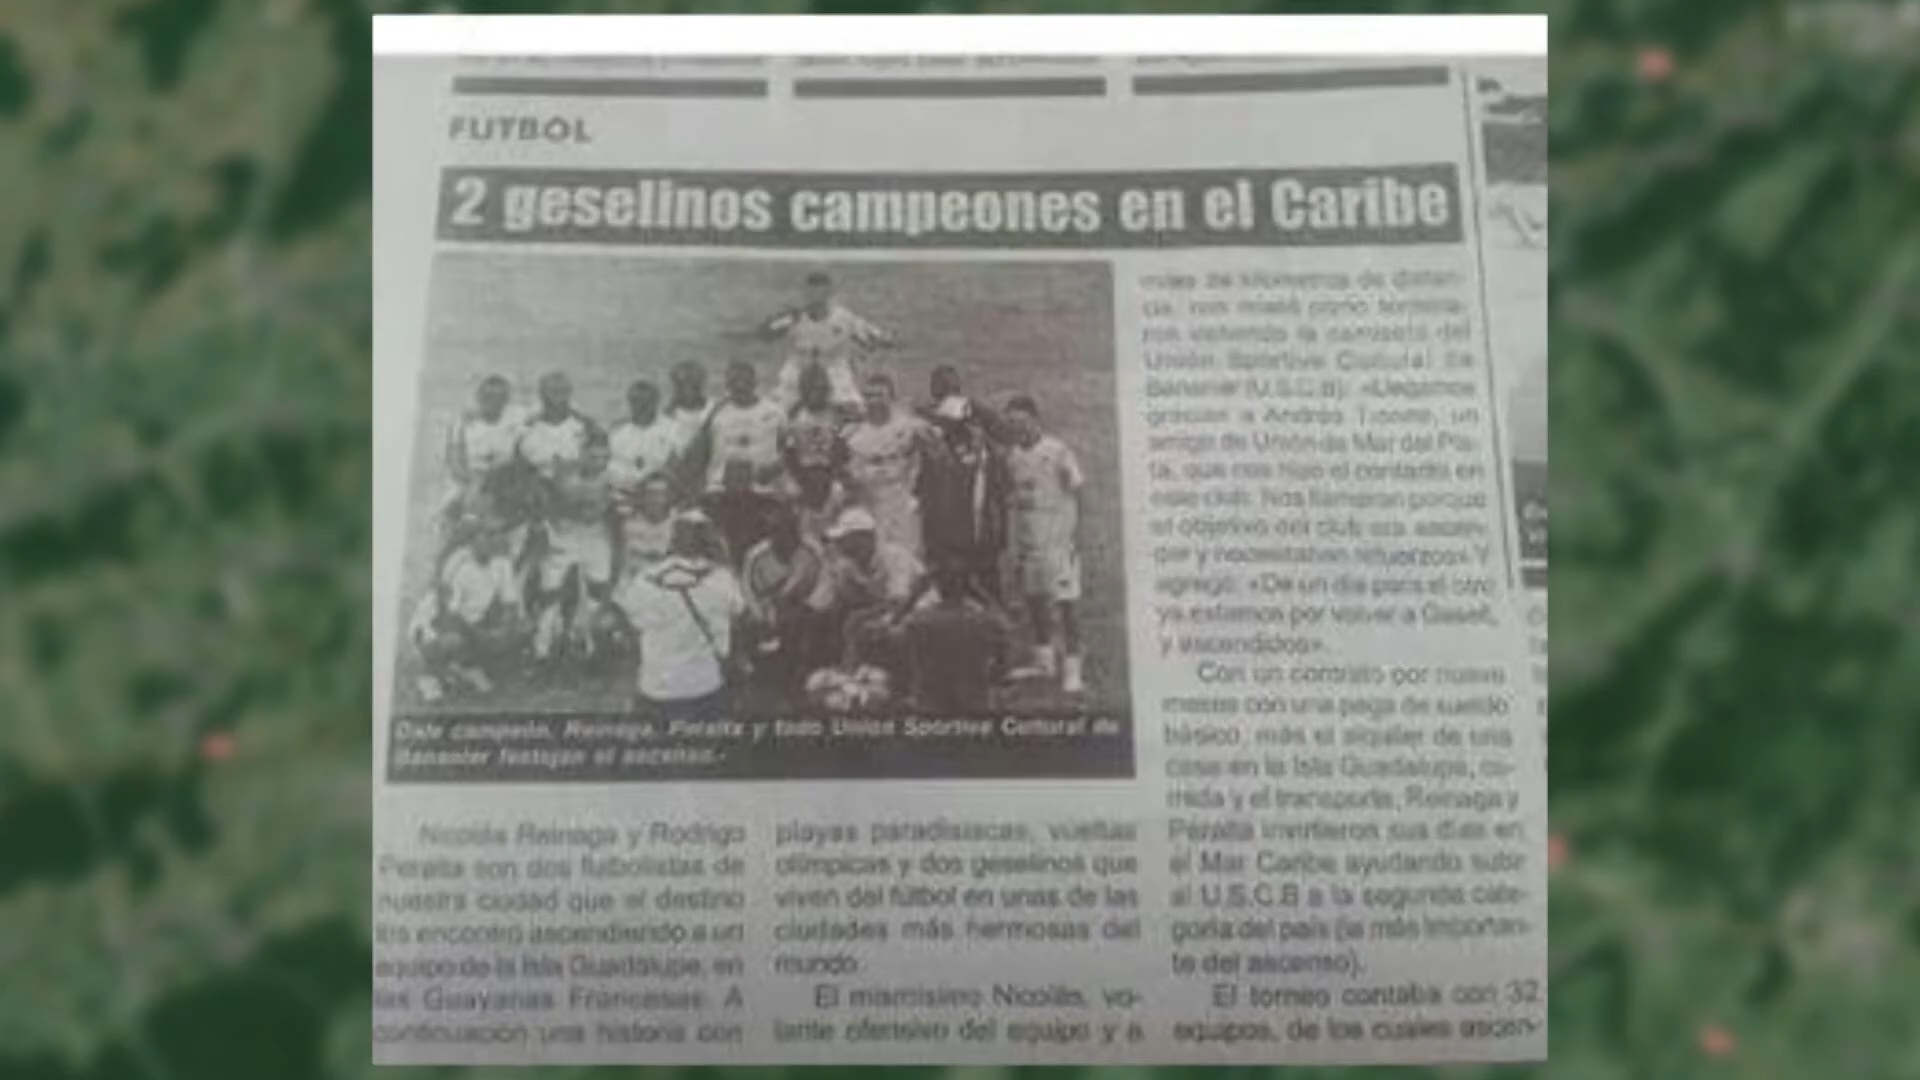 FUTBOL
2 geselinos campeones en el Caribe
Dale campeón. Reinaga, Peralta y todo Union Sportive Cultural de
Bananier festejan el ascenso.-
Nicolás Reinaga y Rodrigo
Peralta son dos futbolistas de
nuestra ciudad que el destino
los encontró ascendiendo a un
equipo de la Isla Guadalupe, en
las Guayanas Francesas. A
continuación una historia con
playas paradisíacas, vueltas
olímpicas y dos geselinos que
viven del fútbol en unas de las
ciudades más hermosas del
mundo.
El mismísimo Nicolás, vo-
lante ofensivo del equipo y a
miles de kilómetros de distan-
cia, nos relató cómo termina-
ron vistiendo la camiseta del
Unión Sportive Cultural de
Bananier (U.S.C.B): «Llegamos
gracias a Andrés, un
amigo de Unión de Mar del Pla-
ta, que nos hizo el contacto en
este club. Nos llamaron porque
el objetivo del club era ascen-
der y necesitaban refuerzos». Y
agregó: «De un día para el otro
ya estamos por volver a Gesell,
y ascendidos».
Con un contrato por nueve
meses con una paga de sueldo
básico, más el alquiler de una
casa en la Isla Guadalupe, co-
mida y el transporte, Reinaga y
Peralta invirtieron sus días en
el Mar Caribe ayudando subir
al U.S.C.B a la segunda cate-
goría del país (la más importan-
te del ascenso).
El torneo contaba con 32
equipos, de los cuales ascen-